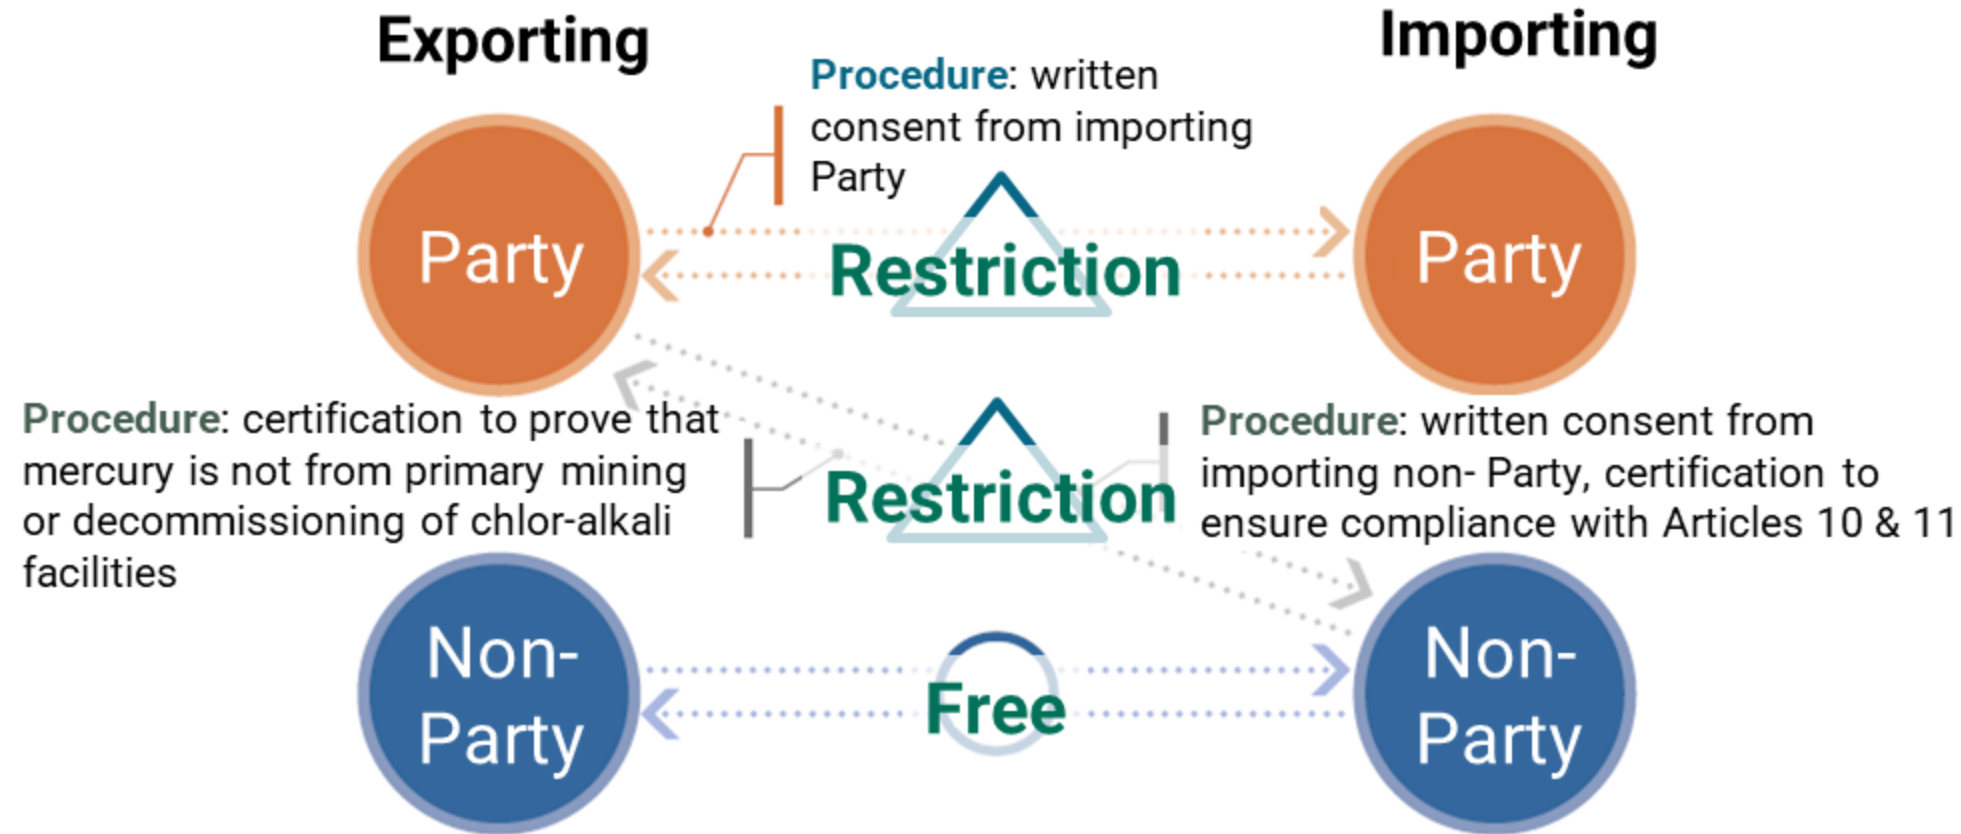 Exporting
Importing
Procedure: written
consent from importing
Party
Party
Restriction
Party
Procedure: certification to prove that
mercury is not from primary mining
or decommissioning of chlor-alkali
facilities
Restriction
Procedure: written consent from
importing non- Party, certification to
ensure compliance with Articles 10 & 11
Non-
Party
Free
Non-
Party